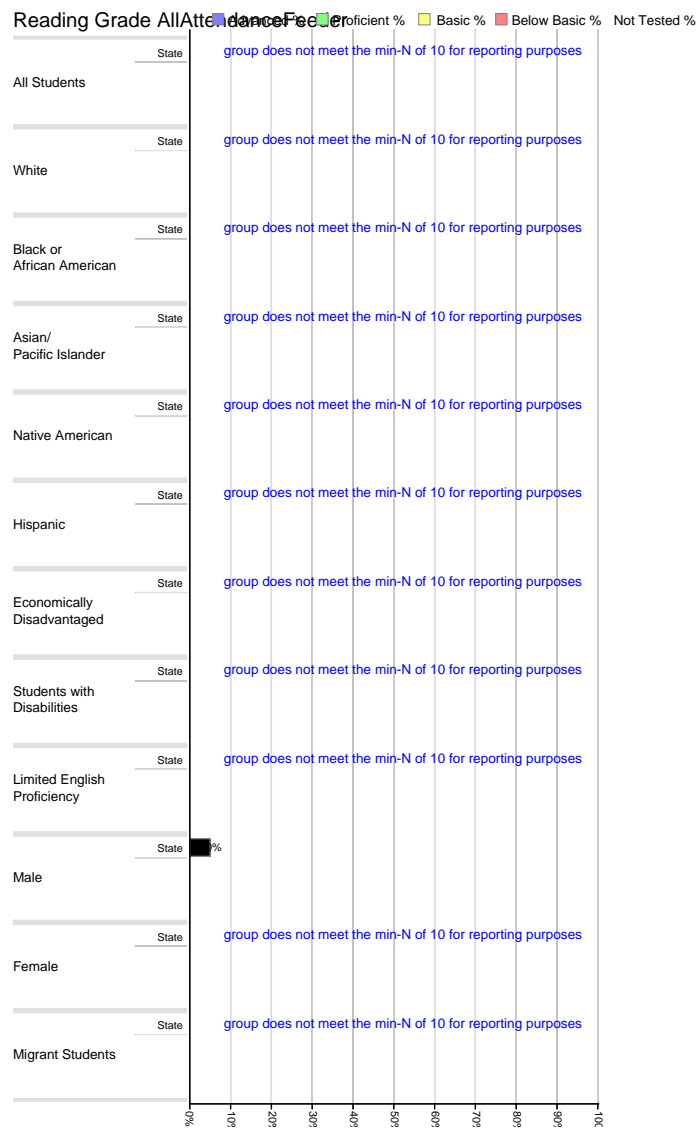 Reading Grade AllAttendanceFeeder
Advanced % Proficient % Basic % Below Basic % Not Tested %
State
group does not meet the min-N of 10 for reporting purposes
All Students
State
group does not meet the min-N of 10 for reporting purposes
White
State
group does not meet the min-N of 10 for reporting purposes
Black or
African American
State
group does not meet the min-N of 10 for reporting purposes
Asian/
Pacific Islander
State
group does not meet the min-N of 10 for reporting purposes
Native American
State
group does not meet the min-N of 10 for reporting purposes
Hispanic
State
group does not meet the min-N of 10 for reporting purposes
Economically
Disadvantaged
State
group does not meet the min-N of 10 for reporting purposes
Students with
Disabilities
State
group does not meet the min-N of 10 for reporting purposes
Limited English
Proficiency
State
%
Male
State
group does not meet the min-N of 10 for reporting purposes
Female
State
group does not meet the min-N of 10 for reporting purposes
Migrant Students
0% 10% 20% 30% 40% 50% 60% 70% 80% 90% 100